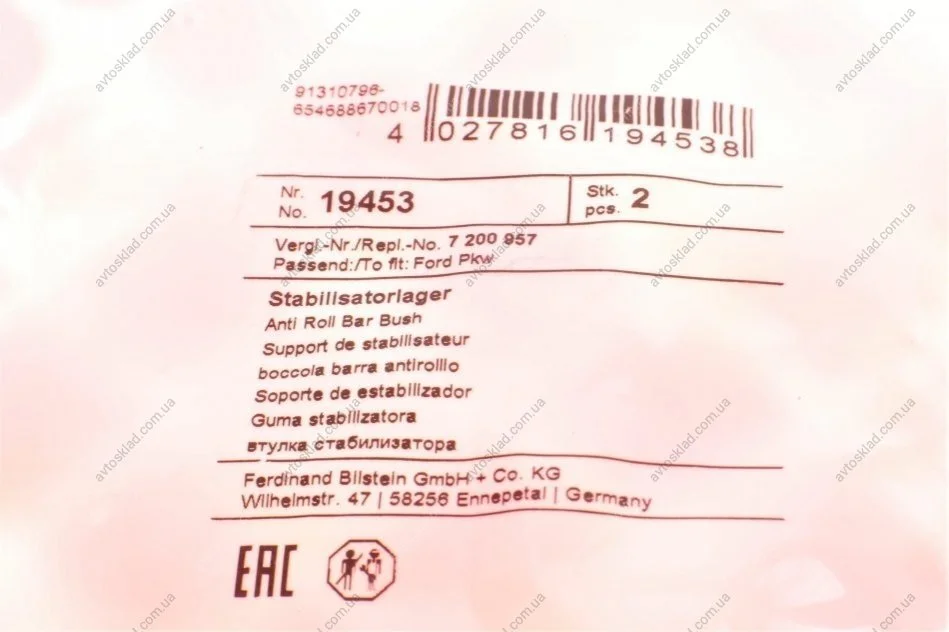 91310796-
654688670018
4 027816 194538
Nr.
No. 19453
Stk.
pcs. 2
Vergl.-Nr./Repl.-No. 7 200 957
Passend:/To fit: Ford Pkw
Stabilisatorlager
Anti Roll Bar Bush
Support de stabilisateur
boccola barra antirollio
Soporte de estabilizador
Guma stabilizatora
втулка стабилизатора
Ferdinand Bilstein GmbH + Co. KG
Wilhelmstr. 47 | 58256 Ennepetal | Germany
EAC
avtosklad.com.ua